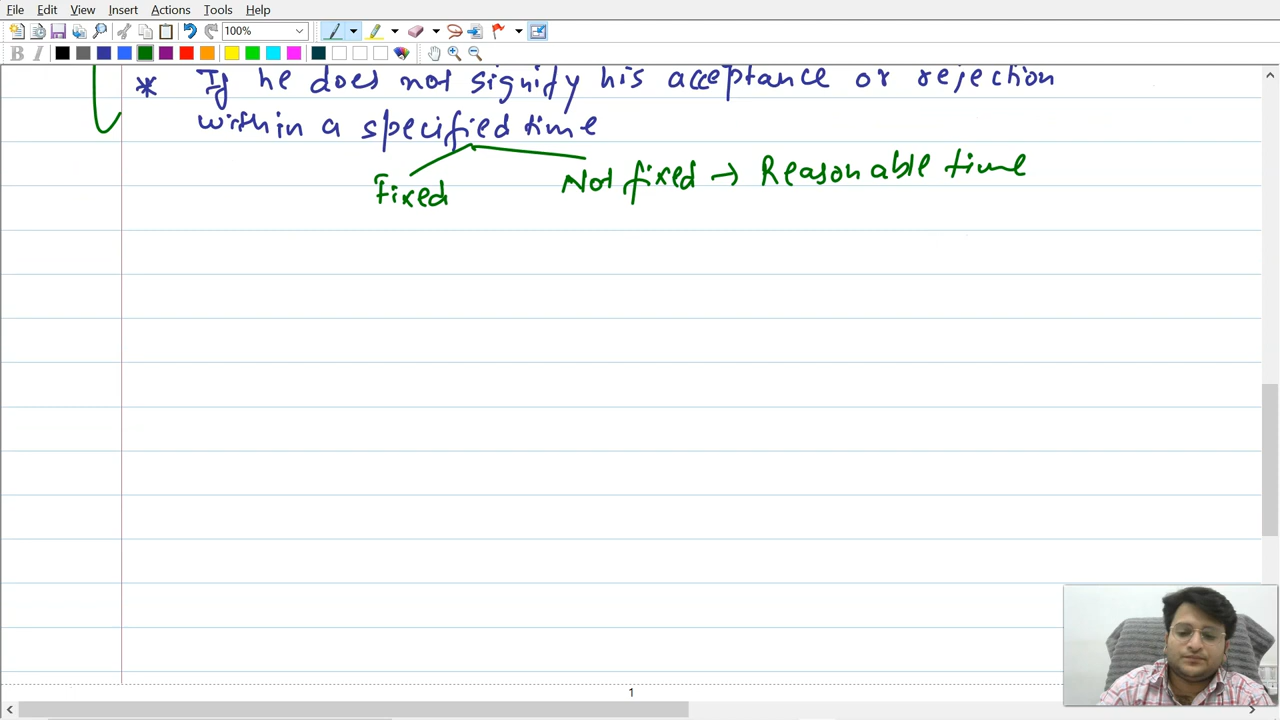 File Edit View Insert Actions Tools Help
100%
B I
* If he does not signify his acceptance or rejection
within a specified time
Fixed Not fixed → Reasonable time
1